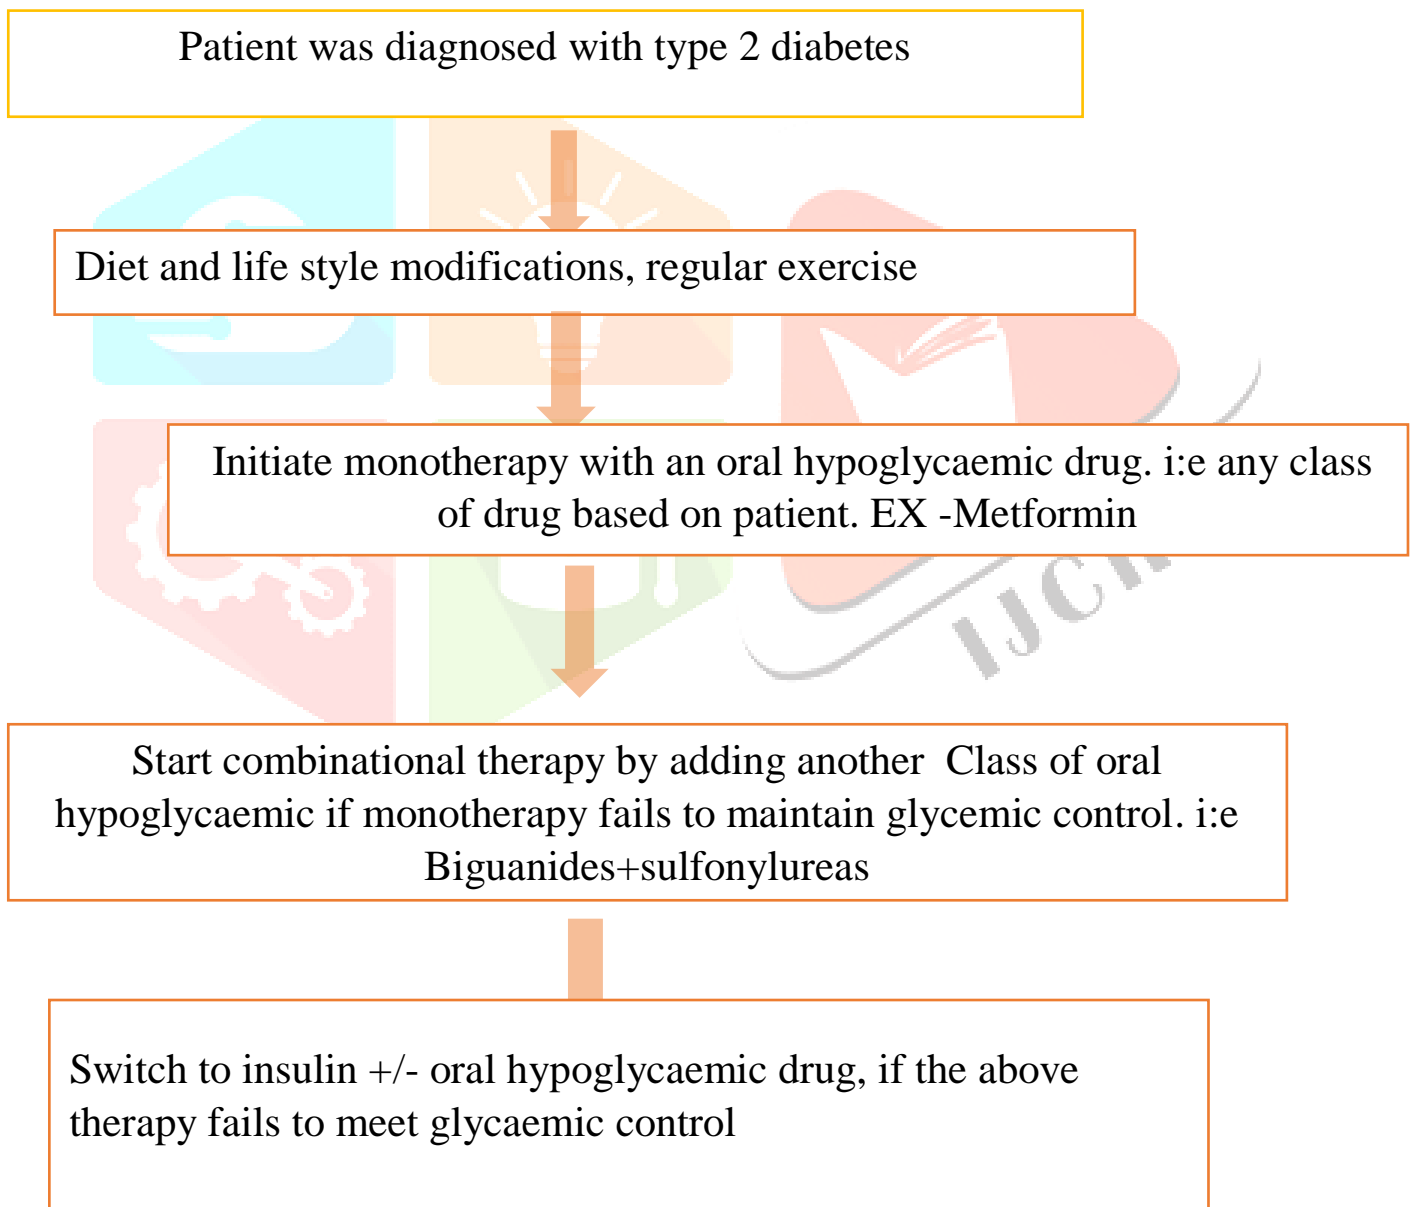 Patient was diagnosed with type 2 diabetes
Diet and life style modifications, regular exercise
Initiate monotherapy with an oral hypoglycaemic drug. i:e any class
of drug based on patient. EX -Metformin
Start combinational therapy by adding another  Class of oral
hypoglycaemic if monotherapy fails to maintain glycemic control. i:e
Biguanides+sulfonylureas
Switch to insulin +/- oral hypoglycaemic drug, if the above
therapy fails to meet glycaemic control